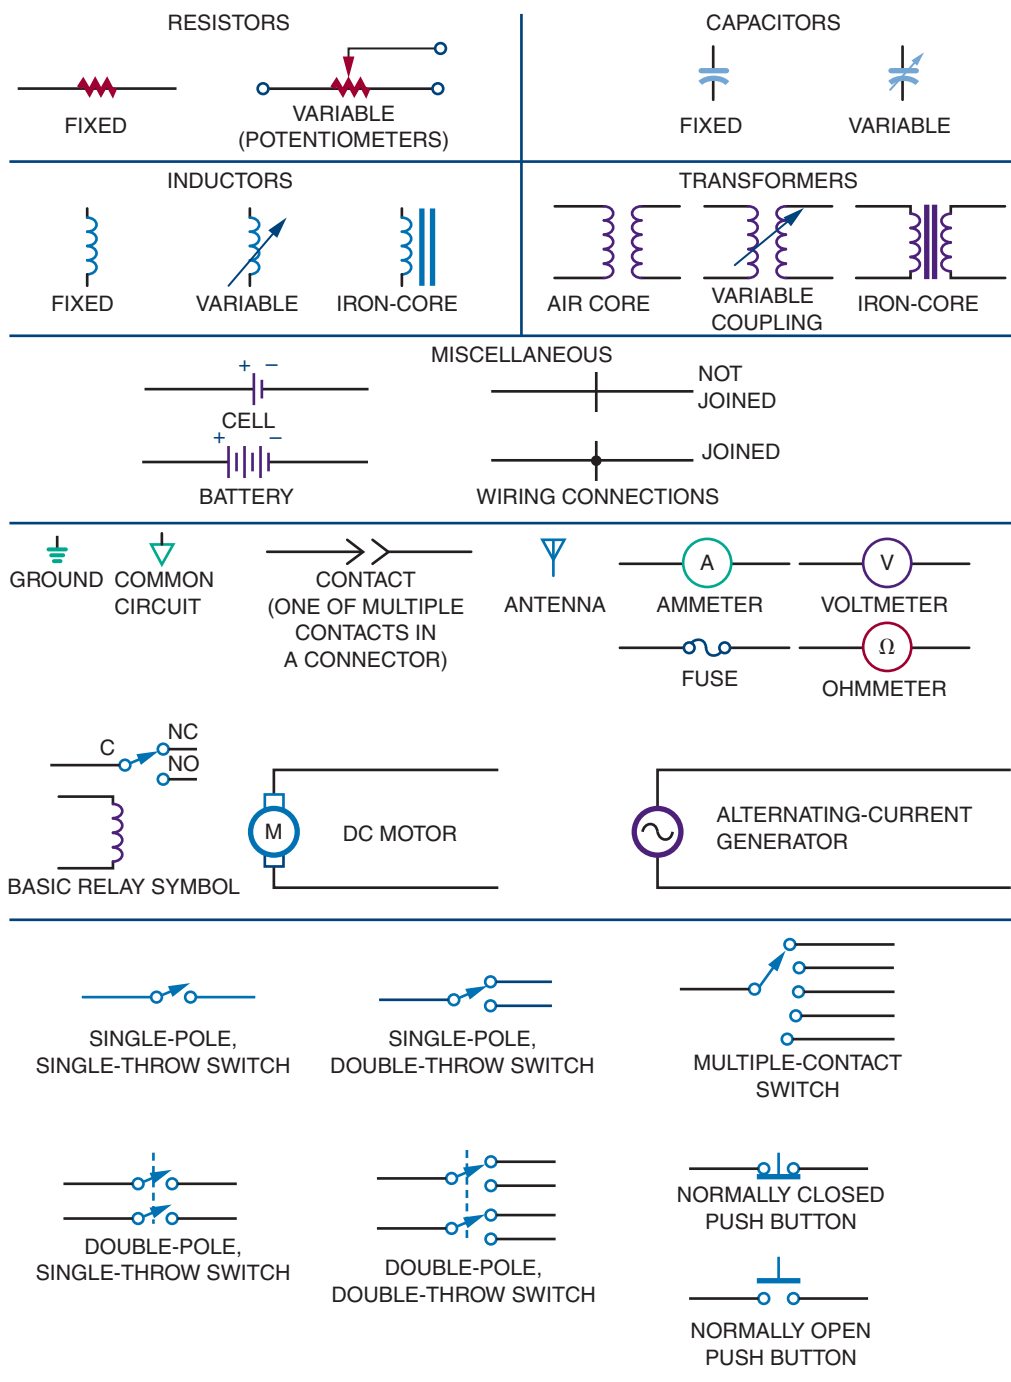 RESISTORS
FIXED
VARIABLE
(POTENTIOMETERS)
CAPACITORS
FIXED
VARIABLE
INDUCTORS
FIXED
VARIABLE
IRON-CORE
TRANSFORMERS
AIR CORE
VARIABLE
COUPLING
IRON-CORE
MISCELLANEOUS
+ −
CELL
+ −
BATTERY
NOT
JOINED
JOINED
WIRING CONNECTIONS
GROUND
COMMON
CIRCUIT
CONTACT
(ONE OF MULTIPLE
CONTACTS IN
A CONNECTOR)
ANTENNA
A
AMMETER
V
VOLTMETER
FUSE
Ω
OHMMETER
C
NC
NO
BASIC RELAY SYMBOL
M
DC MOTOR
ALTERNATING-CURRENT
GENERATOR
SINGLE-POLE,
SINGLE-THROW SWITCH
SINGLE-POLE,
DOUBLE-THROW SWITCH
MULTIPLE-CONTACT
SWITCH
DOUBLE-POLE,
SINGLE-THROW SWITCH
DOUBLE-POLE,
DOUBLE-THROW SWITCH
NORMALLY CLOSED
PUSH BUTTON
NORMALLY OPEN
PUSH BUTTON